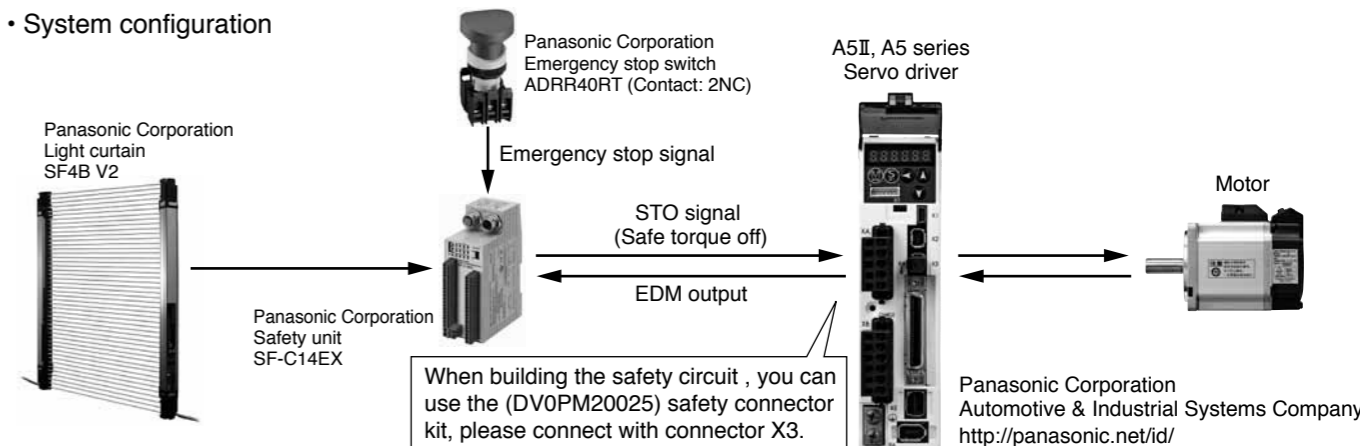 • System configuration
Panasonic Corporation
Emergency stop switch
ADRR40RT (Contact: 2NC)
A5Ⅱ, A5 series
Servo driver
Panasonic Corporation
Light curtain
SF4B V2
Emergency stop signal
Motor
STO signal
(Safe torque off)
EDM output
Panasonic Corporation
Safety unit
SF-C14EX
When building the safety circuit , you can
use the (DV0PM20025) safety connector
kit, please connect with connector X3.
Panasonic Corporation
Automotive & Industrial Systems Company
http://panasonic.net/id/